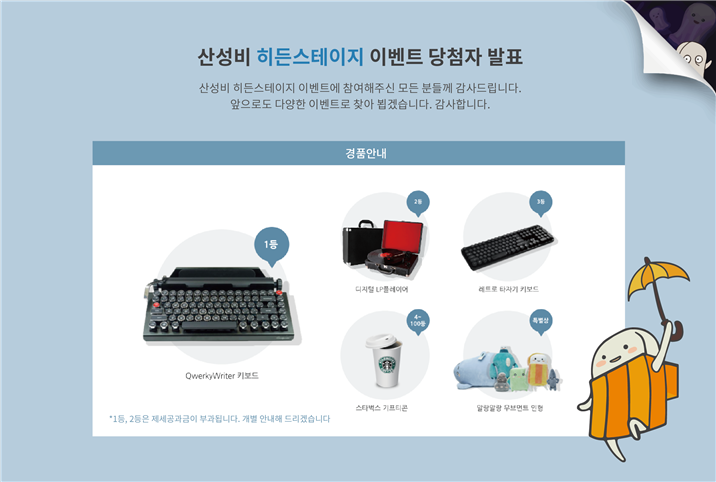 산성비 히든스테이지 이벤트 당첨자 발표
산성비 히든스테이지 이벤트에 참여해주신 모든 분들께 감사드립니다.
앞으로도 다양한 이벤트로 찾아 뵙겠습니다. 감사합니다.
경품안내
1등
QwerkyWriter 키보드
2등
디지털 LP플레이어
3등
레트로 타자기 키보드
4~
100등
스타벅스 기프티콘
특별상
말랑말랑 무브먼트 인형
*1등, 2등은 제세공과금이 부과됩니다. 개별 안내해 드리겠습니다